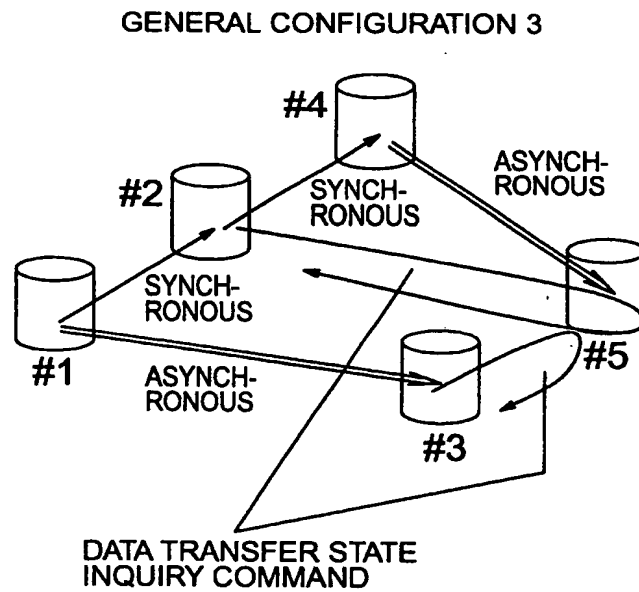 GENERAL CONFIGURATION 3
#4
ASYNCH-
RONOUS
#2
SYNCH-
RONOUS
SYNCH-
RONOUS
#1
#5
ASYNCH-
RONOUS
#3
DATA TRANSFER STATE
INQUIRY COMMAND